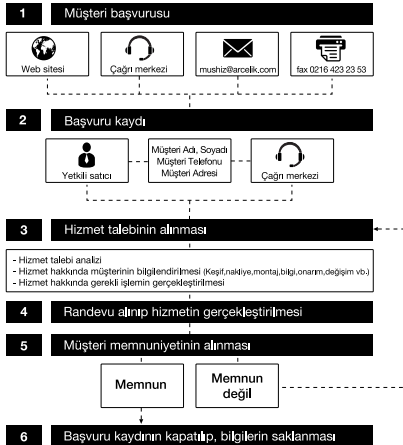 1 Müşteri başvurusu
Web sitesi
Çağrı merkezi
mushiz@arcelik.com
fax 0216 423 23 53
2 Başvuru kaydı
Yetkili satıcı
Müşteri Adı, Soyadı
Müşteri Telefonu
Müşteri Adresi
Çağrı merkezi
3 Hizmet talebinin alınması
- Hizmet talebi analizi
- Hizmet hakkında müşterinin bilgilendirilmesi (Keşif,nakliye,montaj,bilgi,onarım,değişim vb.)
- Hizmet hakkında gerekli işlemin gerçekleştirilmesi
4 Randevu alınıp hizmetin gerçekleştirilmesi
5 Müşteri memnuniyetinin alınması
Memnun
Memnun
değil
6 Başvuru kaydının kapatılıp, bilgilerin saklanması